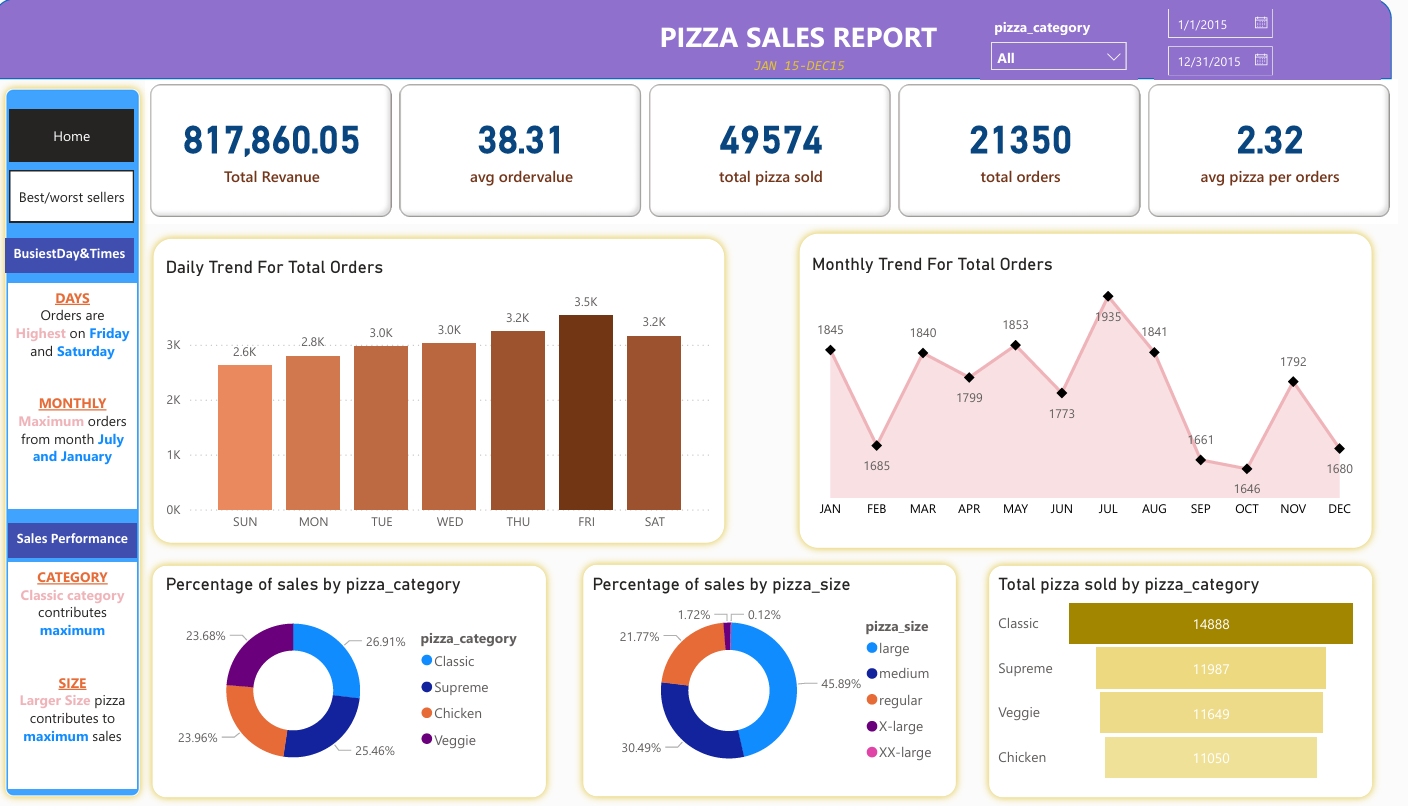 PIZZA SALES REPORT
JAN 15-DEC15
pizza_category
All
1/1/2015
12/31/2015
Home
Best/worst sellers
BusiestDay&Times
DAYS
Orders are
Highest on Friday
and Saturday
MONTHLY
Maximum orders
from month July
and January
Sales Performance
CATEGORY
Classic category
contributes
maximum
SIZE
Larger Size pizza
contributes to
maximum sales
817,860.05
Total Revanue
38.31
avg ordervalue
49574
total pizza sold
21350
total orders
2.32
avg pizza per orders
Daily Trend For Total Orders
3K
2K
1K
0K
2.6K
2.8K
3.0K
3.0K
3.2K
3.5K
3.2K
SUN MON TUE WED THU FRI SAT
Monthly Trend For Total Orders
1845
1685
1840
1799
1853
1773
1935
1841
1661
1646
1792
1680
JAN FEB MAR APR MAY JUN JUL AUG SEP OCT NOV DEC
Percentage of sales by pizza_category
23.68%
26.91%
23.96%
25.46%
pizza_category
Classic
Supreme
Chicken
Veggie
Percentage of sales by pizza_size
1.72%
0.12%
21.77%
45.89%
30.49%
pizza_size
large
medium
regular
X-large
XX-large
Total pizza sold by pizza_category
Classic 14888
Supreme 11987
Veggie 11649
Chicken 11050